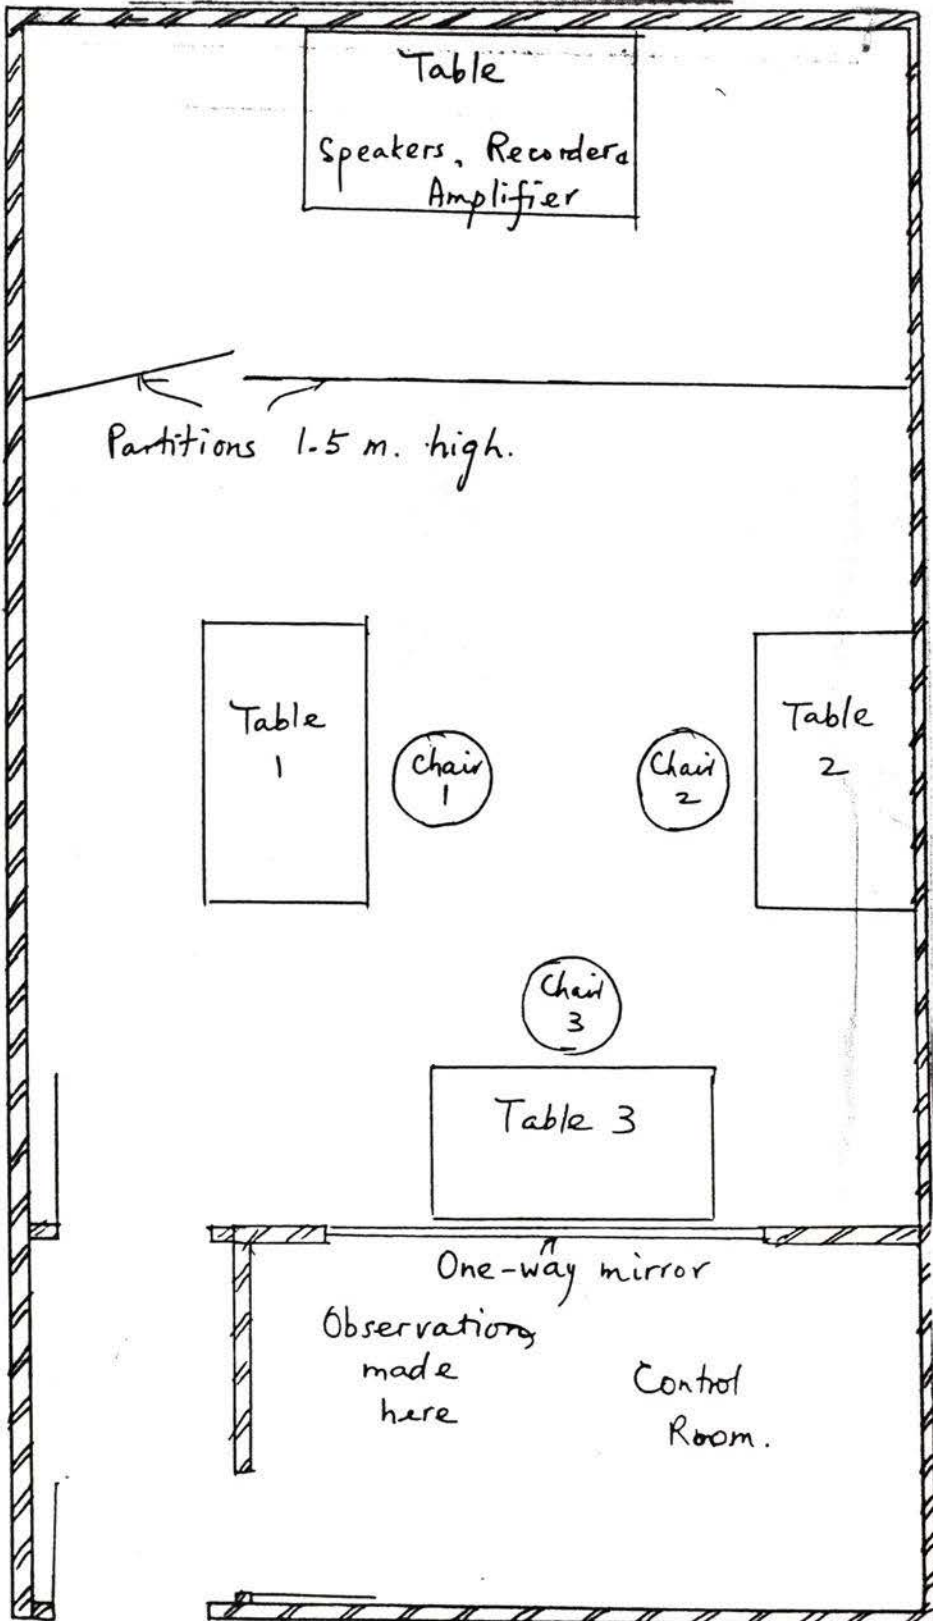 Table
Speakers, Recorder
Amplifier
Partitions 1.5 m. high.
Table
1
Chair
1
Chair
2
Table
2
Chair
3
Table 3
One-way mirror
Observations
made
here
Control
Room.